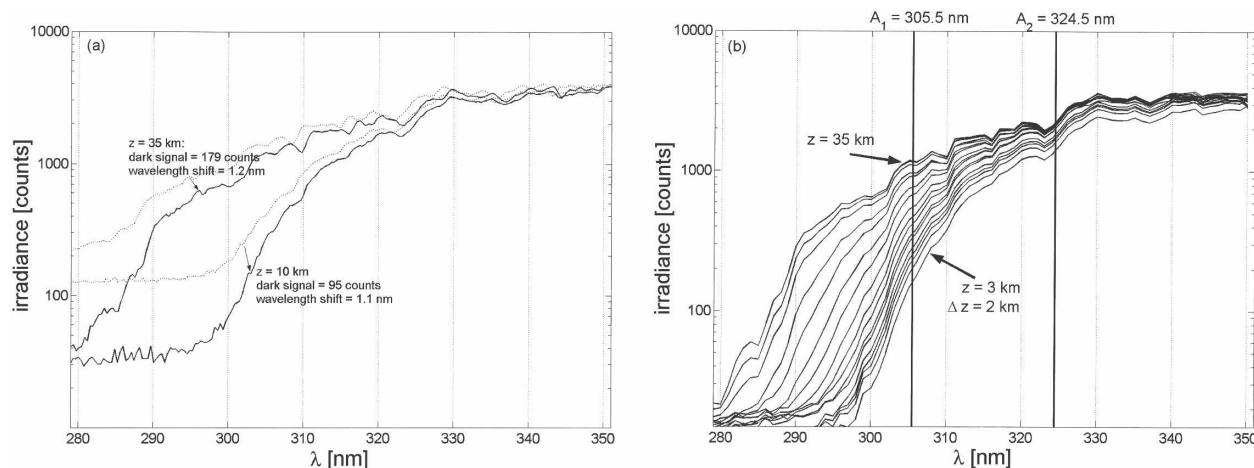 (a)
10000
1000
100
irradiance [counts]
z = 35 km:
dark signal = 179 counts
wavelength shift = 1.2 nm
z = 10 km
dark signal = 95 counts
wavelength shift = 1.1 nm
280 290 300 310 320 330 340 350
λ [nm]
A1 = 305.5 nm A2 = 324.5 nm
(b)
10000
1000
100
irradiance [counts]
z = 35 km
z = 3 km
Δ z = 2 km
280 290 300 310 320 330 340 350
λ [nm]